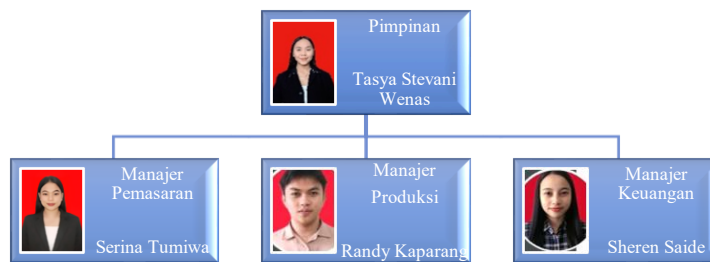 Pimpinan
Tasya Stevani
Wenas
Manajer
Pemasaran
Serina Tumiwa
Manajer
Produksi
Randy Kaparang
Manajer
Keuangan
Sheren Saide